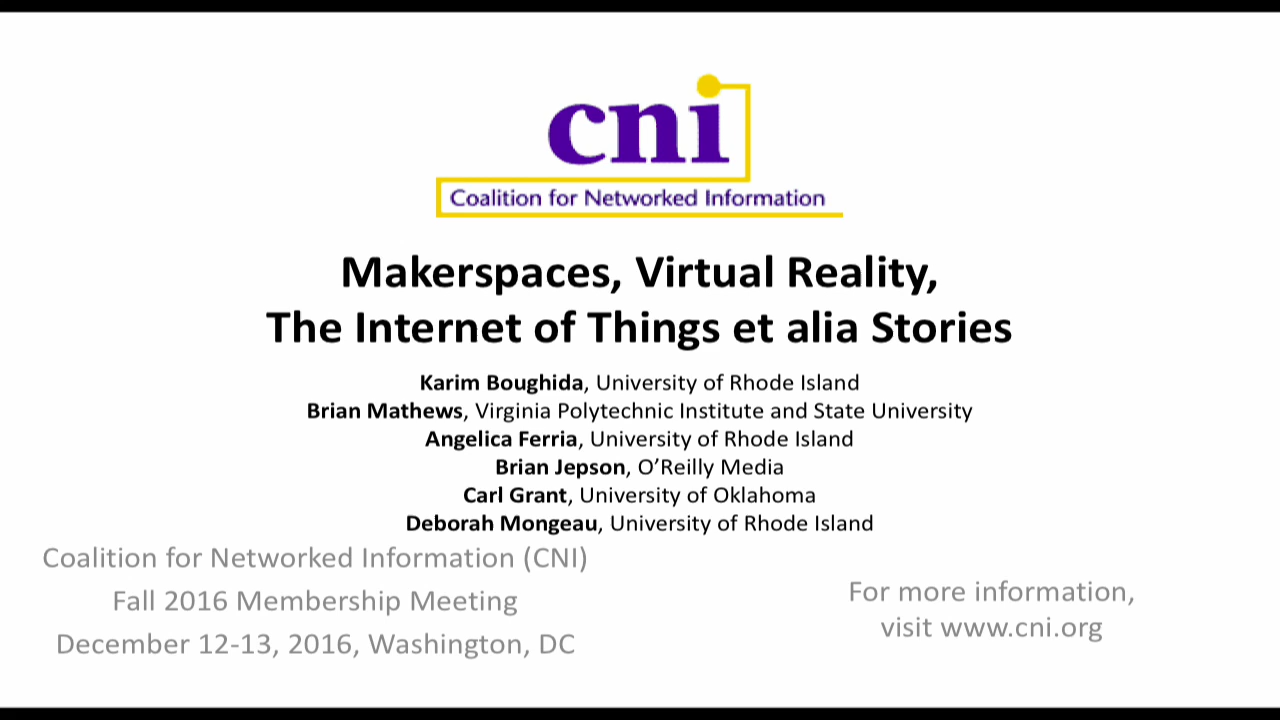 cni
Coalition for Networked Information
Makerspaces, Virtual Reality,
The Internet of Things et alia Stories
Karim Boughida, University of Rhode Island
Brian Mathews, Virginia Polytechnic Institute and State University
Angelica Ferria, University of Rhode Island
Brian Jepson, O’Reilly Media
Carl Grant, University of Oklahoma
Deborah Mongeau, University of Rhode Island
Coalition for Networked Information (CNI)
Fall 2016 Membership Meeting
December 12-13, 2016, Washington, DC
For more information,
visit www.cni.org